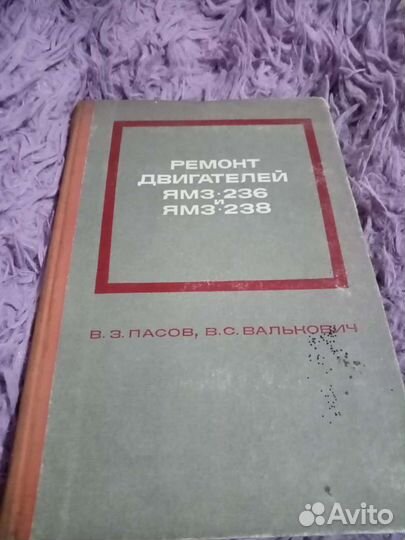 РЕМОНТ
ДВИГАТЕЛЕЙ
ЯМЗ·236
и
ЯМЗ·238
В.З.ПАСОВ, В.С.ВАЛЬКОВИЧ
Avito